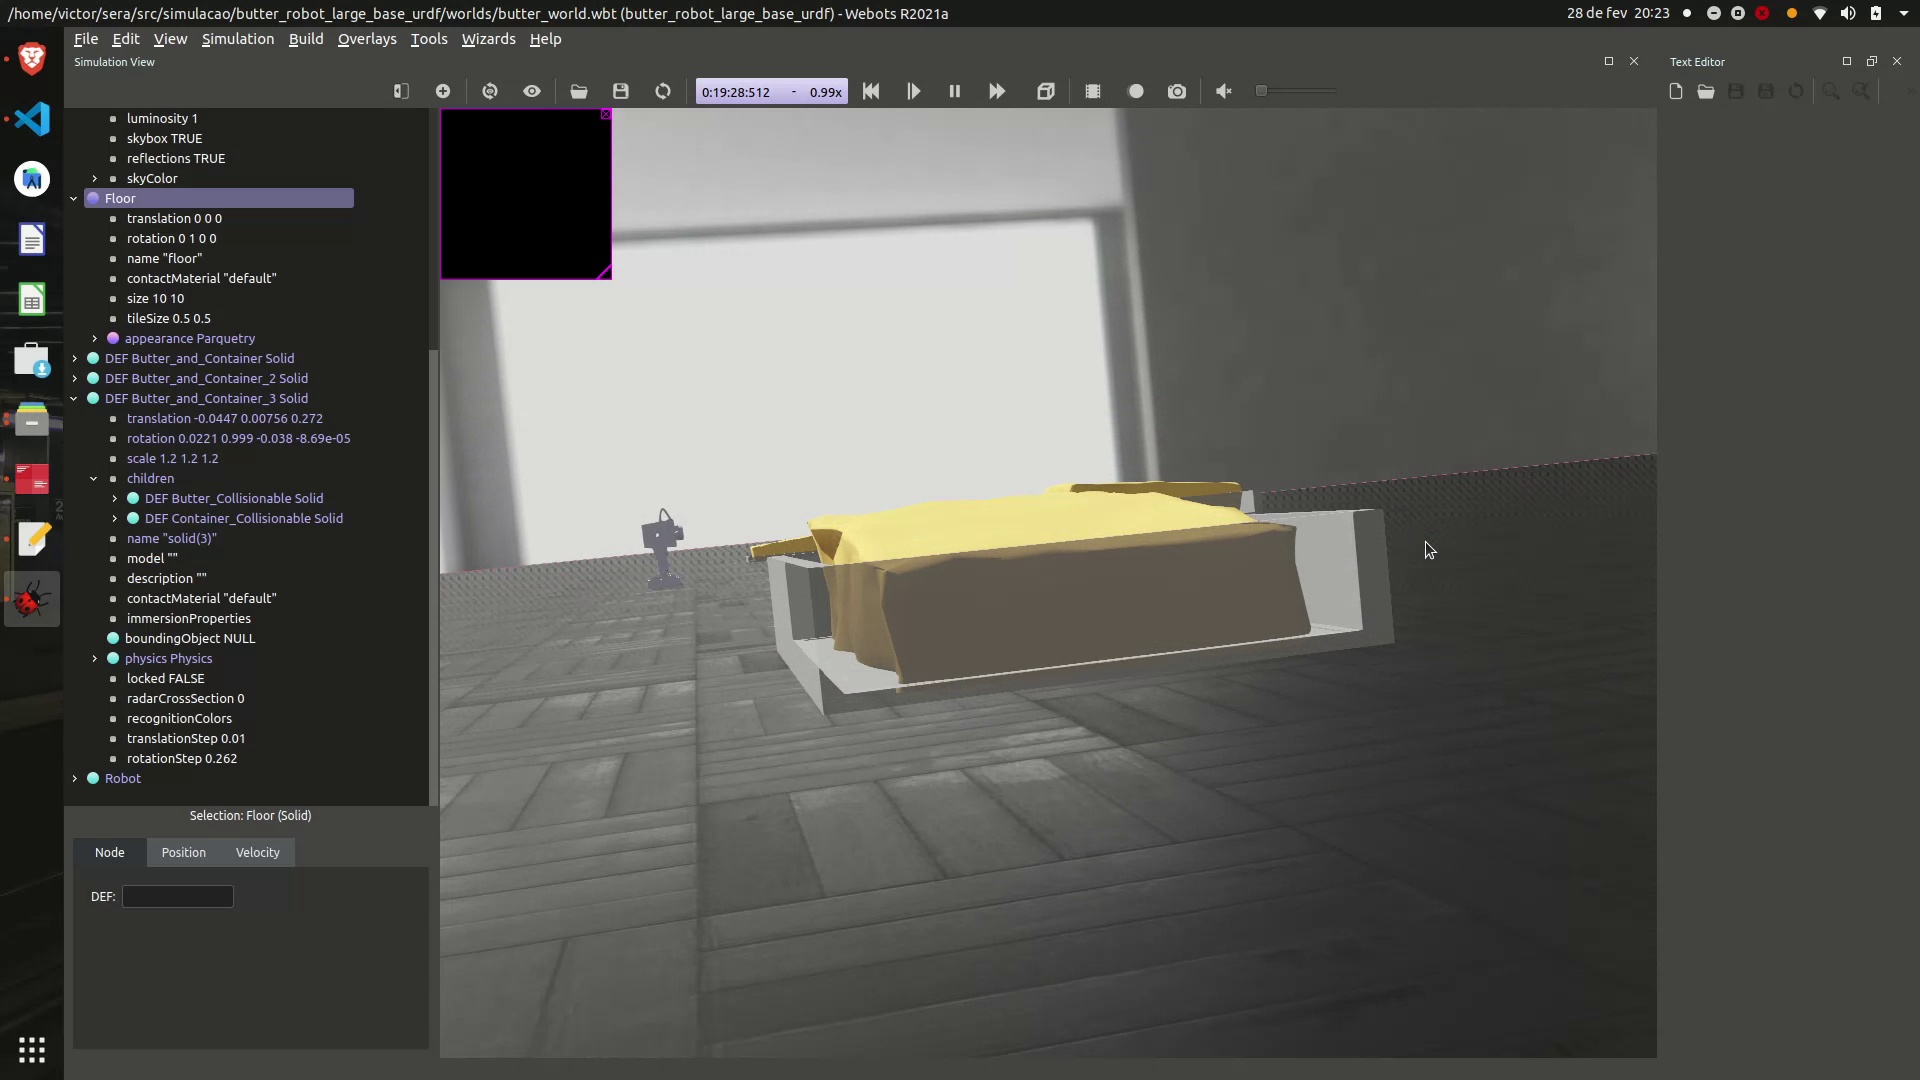 /home/victor/sera/src/simulacao/butter_robot_large_base_urdf/worlds/butter_world.wbt (butter_robot_large_base_urdf) - Webots R2021a
28 de fev 20:23
File Edit View Simulation Build Overlays Tools Wizards Help
Simulation View
Text Editor
0:19:28:512 - 0.99x
luminosity 1
skybox TRUE
reflections TRUE
skyColor
Floor
translation 0 0 0
rotation 0 1 0 0
name "floor"
contactMaterial "default"
size 10 10
tileSize 0.5 0.5
appearance Parquetry
DEF Butter_and_Container Solid
DEF Butter_and_Container_2 Solid
DEF Butter_and_Container_3 Solid
translation -0.0447 0.00756 0.272
rotation 0.0221 0.999 -0.038 -8.69e-05
scale 1.2 1.2 1.2
children
DEF Butter_Collisionable Solid
DEF Container_Collisionable Solid
name "solid(3)"
model ""
description ""
contactMaterial "default"
immersionProperties
boundingObject NULL
physics Physics
locked FALSE
radarCrossSection 0
recognitionColors
translationStep 0.01
rotationStep 0.262
Robot
Selection: Floor (Solid)
Node Position Velocity
DEF: